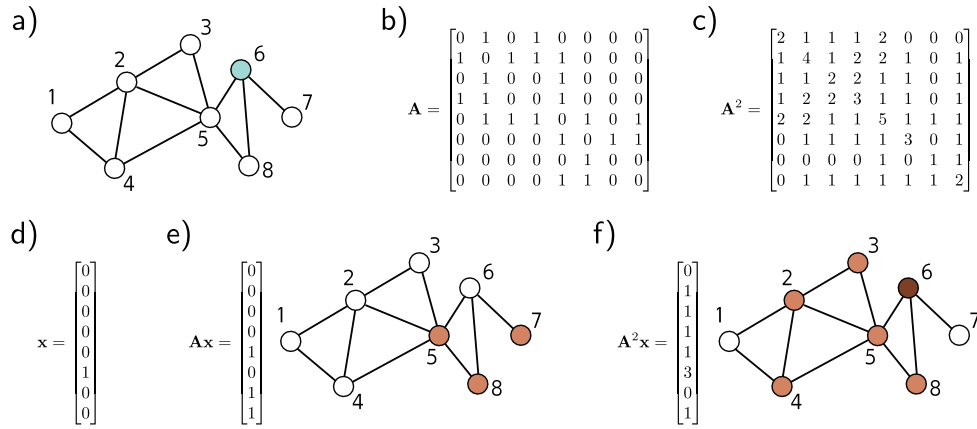 a)
1
2
3
4
5
6
7
8
b)
A =
0 1 0 1 0 0 0 0
1 0 1 1 1 0 0 0
0 1 0 0 1 0 0 0
1 1 0 0 1 0 0 0
0 1 1 1 0 1 0 1
0 0 0 0 1 0 1 1
0 0 0 0 0 1 0 0
0 0 0 0 1 1 0 0
c)
A² =
2 1 1 1 2 0 0 0
1 4 1 2 2 1 0 1
1 1 2 2 1 1 0 1
1 2 2 3 1 1 0 1
2 2 1 1 5 1 1 1
0 1 1 1 1 3 0 1
0 0 0 0 1 0 1 1
0 1 1 1 1 1 1 2
d)
x =
0
0
0
0
0
1
0
0
e)
Ax =
0
0
0
0
1
0
1
1
1
2
3
4
5
6
7
8
f)
A²x =
0
1
1
1
1
3
0
1
1
2
3
4
5
6
7
8